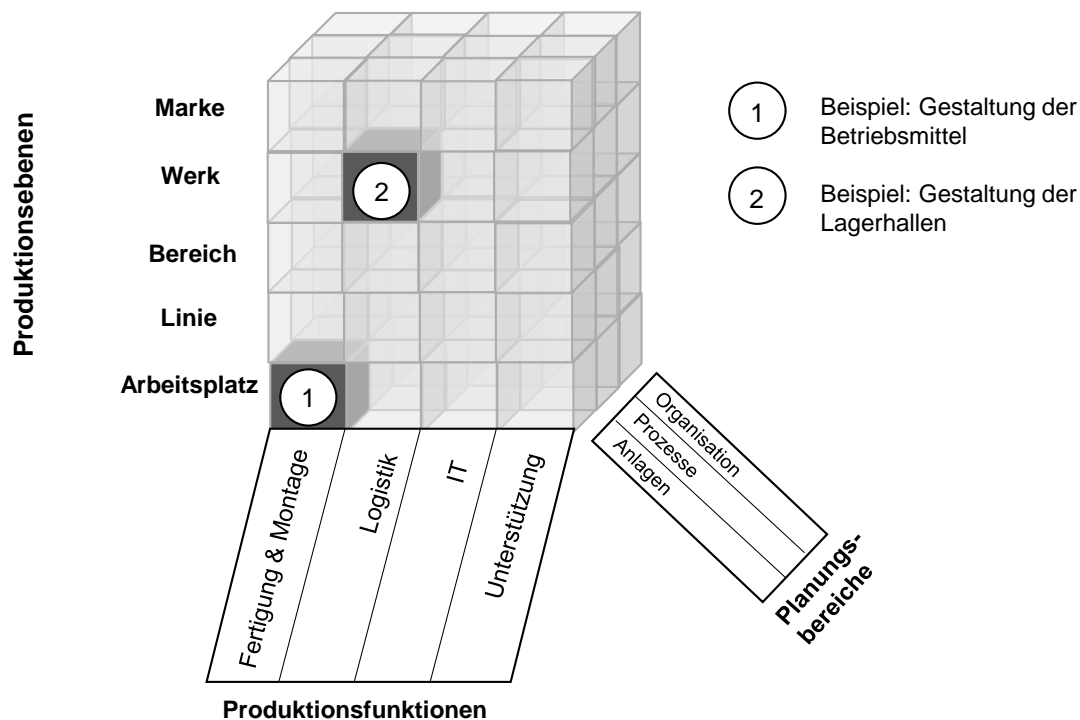 Produktionsebenen
Marke
Werk
Bereich
Linie
Arbeitsplatz
2
1
1
Beispiel: Gestaltung der
Betriebsmittel
2
Beispiel: Gestaltung der
Lagerhallen
Fertigung & Montage
Logistik
IT
Unterstützung
Produktionsfunktionen
Organisation
Prozesse
Anlagen
Planungs-
bereiche